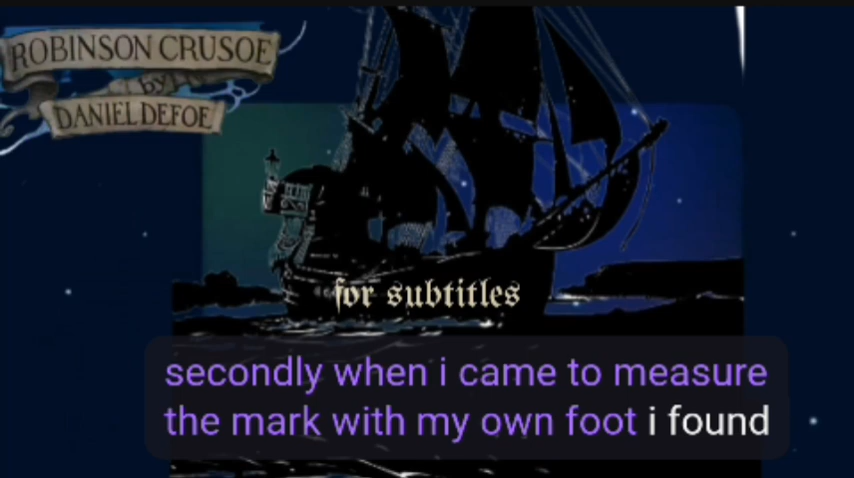 ROBINSON CRUSOE
by
DANIEL DEFOE
for subtitles
secondly when i came to measure
the mark with my own foot i found